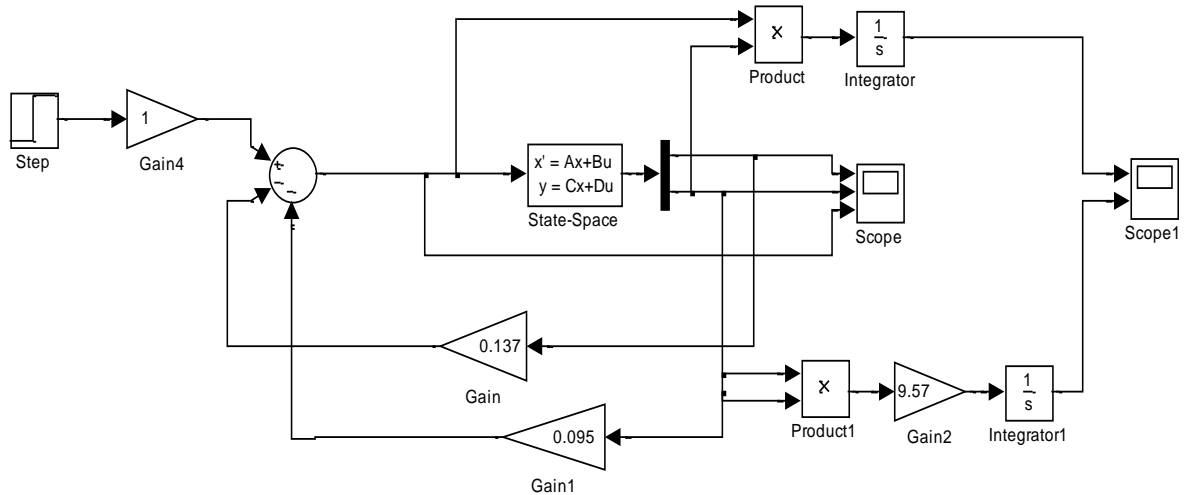 x
Product
1
s
Integrator
1
Step
Gain4
+
−
−
x' = Ax+Bu
y = Cx+Du
State-Space
Scope
Scope1
0.137
Gain
x
Product1
9.57
Gain2
1
s
Integrator1
0.095
Gain1